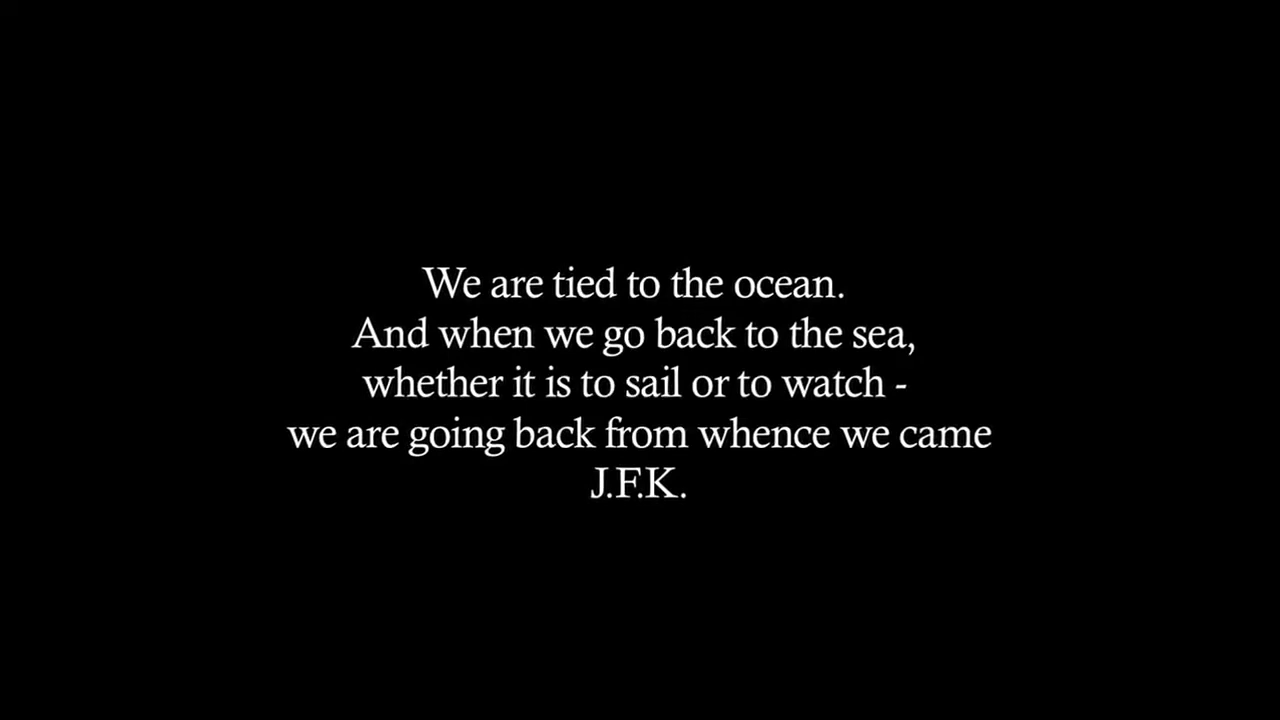 We are tied to the ocean.
And when we go back to the sea,
whether it is to sail or to watch -
we are going back from whence we came
J.F.K.